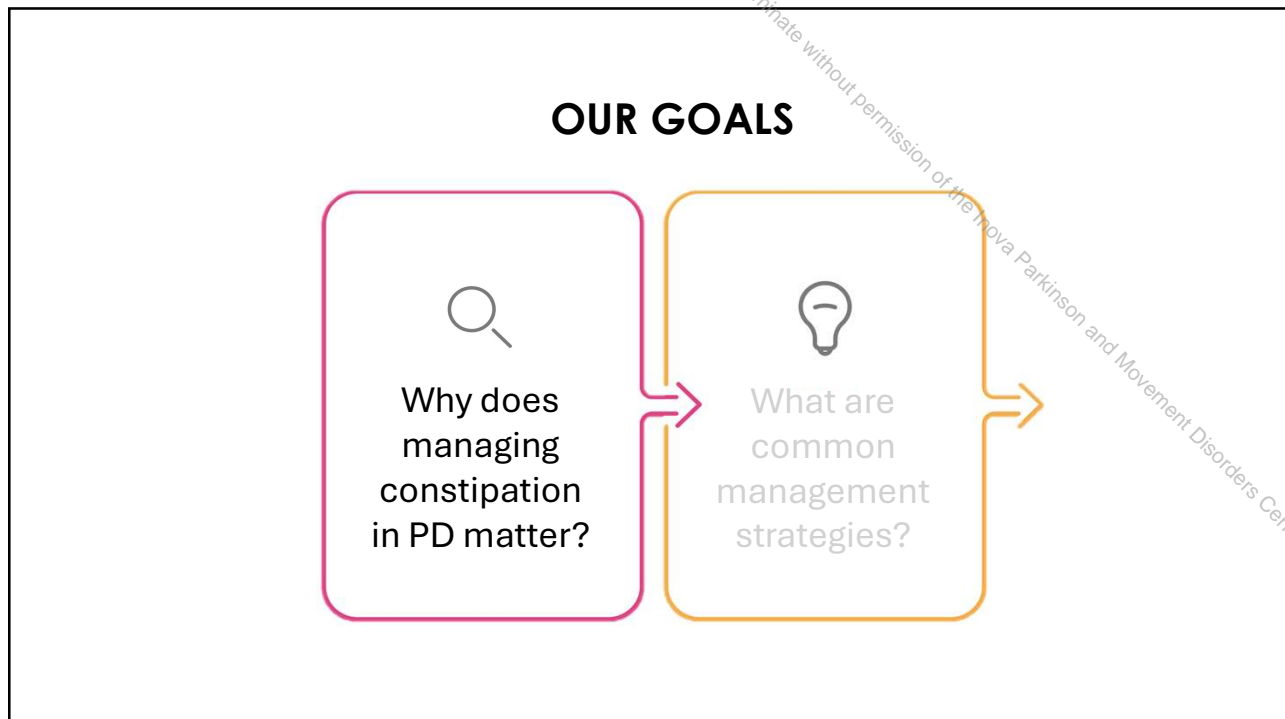 OUR GOALS
Why does
managing
constipation
in PD matter?
What are
common
management
strategies?
without permission of the Inova Parkinson and Movement Disorders